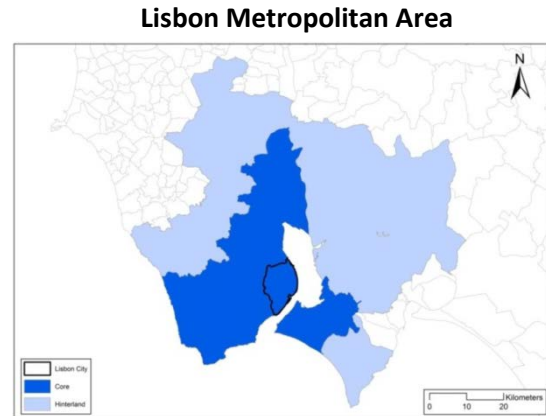 Lisbon Metropolitan Area
N
Lisbon City
Core
Hinterland
Kilometers
0 10 20